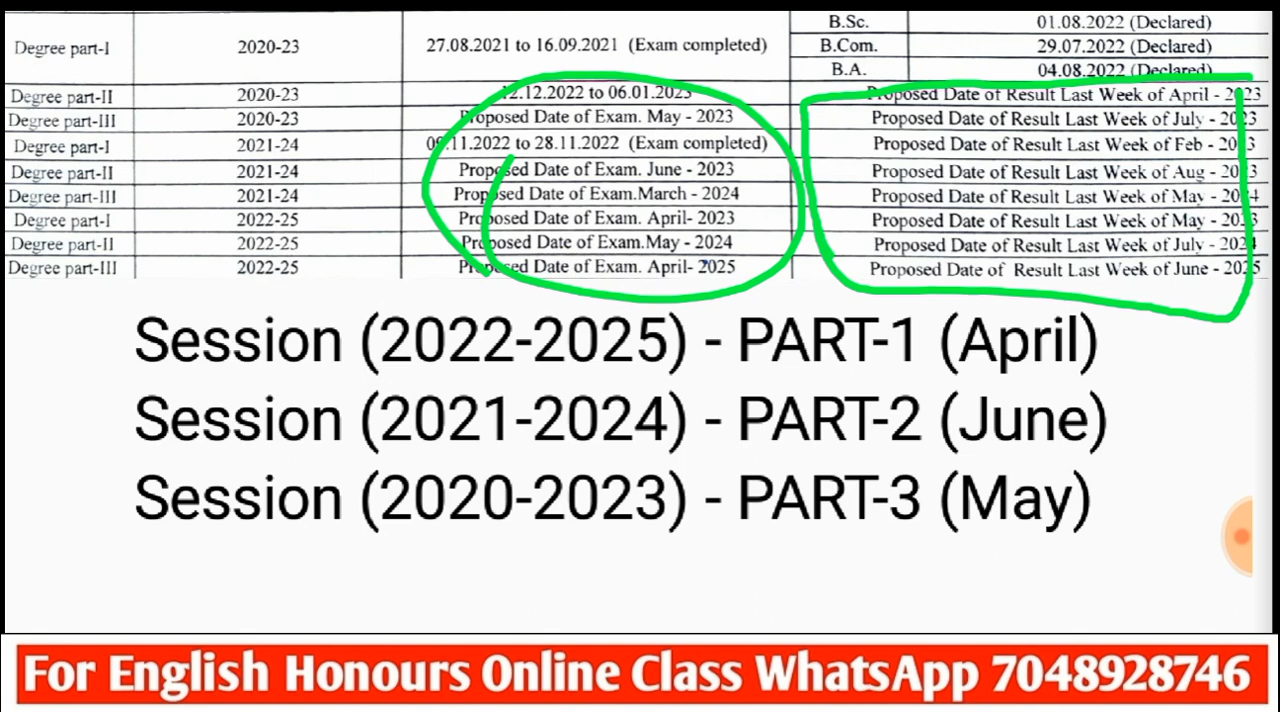 B.Sc. 01.08.2022 (Declared)
Degree part-I 2020-23 27.08.2021 to 16.09.2021 (Exam completed) B.Com. 29.07.2022 (Declared)
B.A. 04.08.2022 (Declared)
Degree part-II 2020-23 12.12.2022 to 06.01.2023 Proposed Date of Result Last Week of April - 2023
Degree part-III 2020-23 Proposed Date of Exam. May - 2023 Proposed Date of Result Last Week of July - 2023
Degree part-I 2021-24 09.11.2022 to 28.11.2022 (Exam completed) Proposed Date of Result Last Week of Feb - 2023
Degree part-II 2021-24 Proposed Date of Exam. June - 2023 Proposed Date of Result Last Week of Aug - 2023
Degree part-III 2021-24 Proposed Date of Exam.March - 2024 Proposed Date of Result Last Week of May - 2024
Degree part-I 2022-25 Proposed Date of Exam. April- 2023 Proposed Date of Result Last Week of May - 2023
Degree part-II 2022-25 Proposed Date of Exam.May - 2024 Proposed Date of Result Last Week of July - 2024
Degree part-III 2022-25 Proposed Date of Exam. April- 2025 Proposed Date of Result Last Week of June - 2025
Session (2022-2025) - PART-1 (April)
Session (2021-2024) - PART-2 (June)
Session (2020-2023) - PART-3 (May)
For English Honours Online Class WhatsApp 7048928746